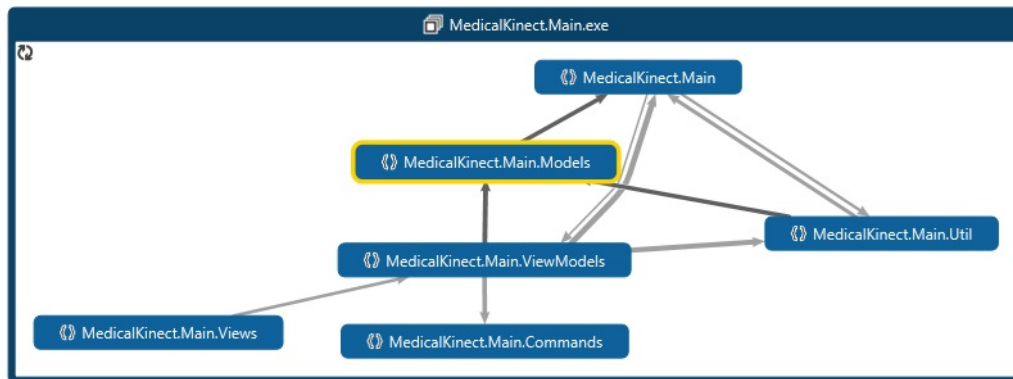 MedicalKinect.Main.exe
MedicalKinect.Main
MedicalKinect.Main.Models
MedicalKinect.Main.Util
MedicalKinect.Main.ViewModels
MedicalKinect.Main.Views
MedicalKinect.Main.Commands